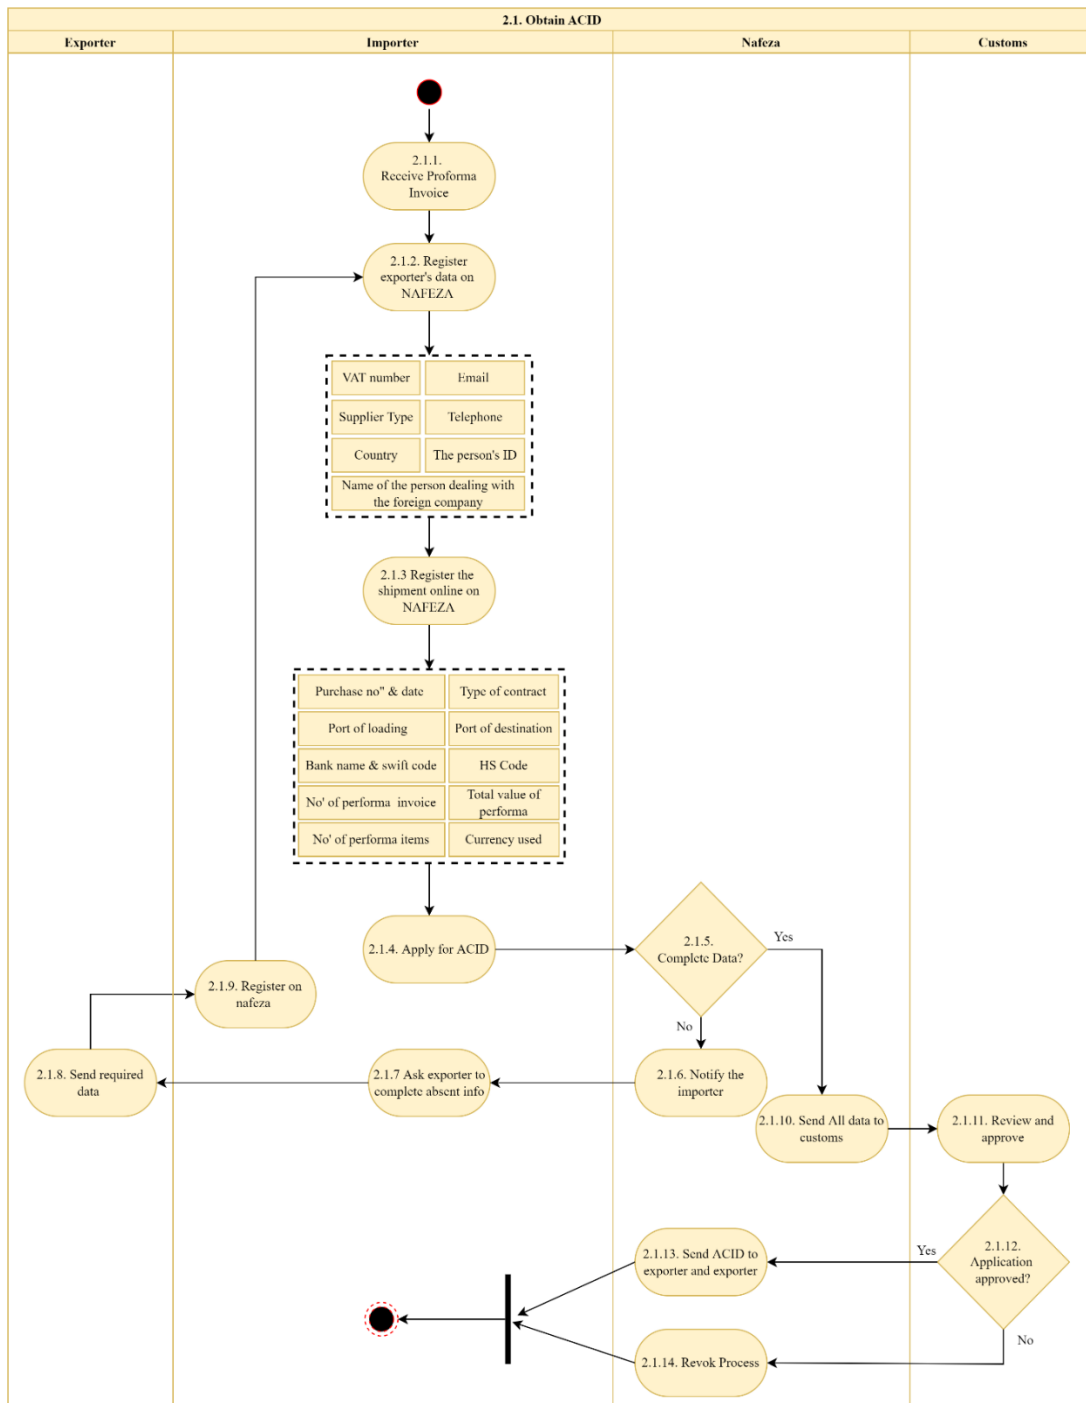 2.1. Obtain ACID
Exporter
Importer
Nafeza
Customs
2.1.1.
Receive Proforma
Invoice
2.1.2. Register
exporter's data on
NAFEZA
VAT number
Email
Supplier Type
Telephone
Country
The person's ID
Name of the person dealing with
the foreign company
2.1.3 Register the
shipment online on
NAFEZA
Purchase no" & date
Type of contract
Port of loading
Port of destination
Bank name & swift code
HS Code
No' of performa invoice
Total value of
performa
No' of performa items
Currency used
2.1.4. Apply for ACID
2.1.5.
Complete Data?
Yes
No
2.1.9. Register on
nafeza
2.1.8. Send required
data
2.1.7 Ask exporter to
complete absent info
2.1.6. Notify the
importer
2.1.10. Send All data to
customs
2.1.11. Review and
approve
2.1.12.
Application
approved?
Yes
No
2.1.13. Send ACID to
exporter and exporter
2.1.14. Revok Process